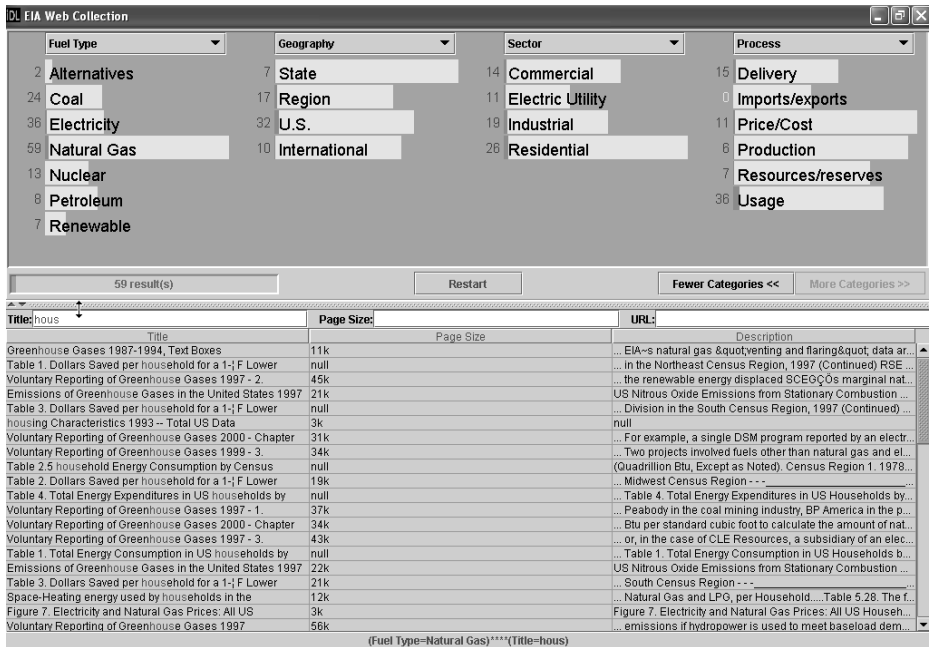 EIA Web Collection
Fuel Type Geography Sector Process
2 Alternatives 7 State 14 Commercial 15 Delivery
24 Coal 17 Region 11 Electric Utility 0 Imports/exports
36 Electricity 32 U.S. 19 Industrial 11 Price/Cost
59 Natural Gas 10 International 26 Residential 6 Production
13 Nuclear 7 Resources/reserves
8 Petroleum 36 Usage
7 Renewable
59 result(s) Restart Fewer Categories << More Categories >>
Title: hous Page Size: URL:
Title Page Size Description
Greenhouse Gases 1987-1994, Text Boxes 11k ... EIA~s natural gas &quot;venting and flaring&quot; data ar...
Table 1. Dollars Saved per household for a 1-¦ F Lower null ... in the Northeast Census Region, 1997 (Continued) RSE ...
Voluntary Reporting of Greenhouse Gases 1997 - 2. 45k ... the renewable energy displaced SCEGÇÖs marginal nat...
Emissions of Greenhouse Gases in the United States 1997 21k US Nitrous Oxide Emissions from Stationary Combustion ...
Table 3. Dollars Saved per household for a 1-¦ F Lower null ... Division in the South Census Region, 1997 (Continued) ...
housing Characteristics 1993 -- Total US Data 3k null
Voluntary Reporting of Greenhouse Gases 2000 - Chapter 31k ... For example, a single DSM program reported by an electr...
Voluntary Reporting of Greenhouse Gases 1999 - 3. 34k ... Two projects involved fuels other than natural gas and el...
Table 2.5 household Energy Consumption by Census null (Quadrillion Btu, Except as Noted). Census Region 1. 1978...
Table 2. Dollars Saved per household for a 1-¦ F Lower 19k ... Midwest Census Region - - -____...
Table 4. Total Energy Expenditures in US households by null ... Table 4. Total Energy Expenditures in US Households by...
Voluntary Reporting of Greenhouse Gases 1997 - 1. 37k ... Peabody in the coal mining industry, BP America in the p...
Voluntary Reporting of Greenhouse Gases 2000 - Chapter 34k ... Btu per standard cubic foot to calculate the amount of nat...
Voluntary Reporting of Greenhouse Gases 1997 - 3. 43k ... or, in the case of CLE Resources, a subsidiary of an elec...
Table 1. Total Energy Consumption in US households by null ... Table 1. Total Energy Consumption in US Households b...
Emissions of Greenhouse Gases in the United States 1997 22k US Nitrous Oxide Emissions from Stationary Combustion ...
Table 3. Dollars Saved per household for a 1-¦ F Lower 21k ... South Census Region - - -____...
Space-Heating energy used by households in the 12k ... Natural Gas and LPG, per Household.....Table 5.28. The f...
Figure 7. Electricity and Natural Gas Prices: All US 3k Figure 7. Electricity and Natural Gas Prices: All US Househ...
Voluntary Reporting of Greenhouse Gases 1997 56k ... emissions if hydropower is used to meet baseload dem...
(Fuel Type=Natural Gas)****(Title=hous)